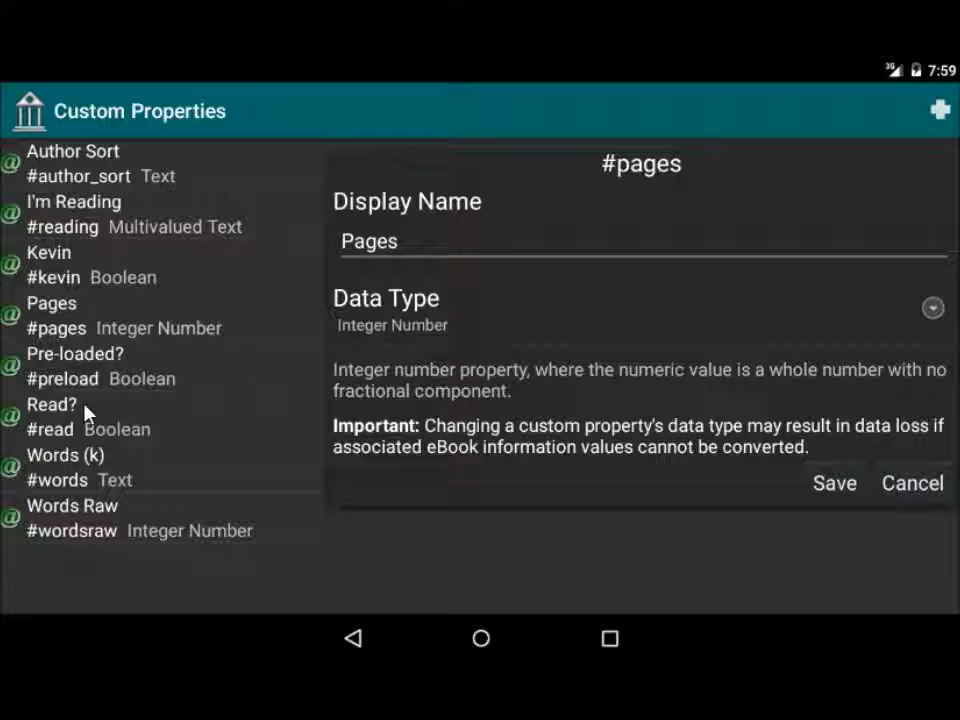 3G 7:59
Custom Properties
Author Sort
#author_sort Text
I'm Reading
#reading Multivalued Text
Kevin
#kevin Boolean
Pages
#pages Integer Number
Pre-loaded?
#preload Boolean
Read?
#read Boolean
Words (k)
#words Text
Words Raw
#wordsraw Integer Number
#pages
Display Name
Pages
Data Type
Integer Number
Integer number property, where the numeric value is a whole number with no
fractional component.
Important: Changing a custom property's data type may result in data loss if
associated eBook information values cannot be converted.
Save Cancel